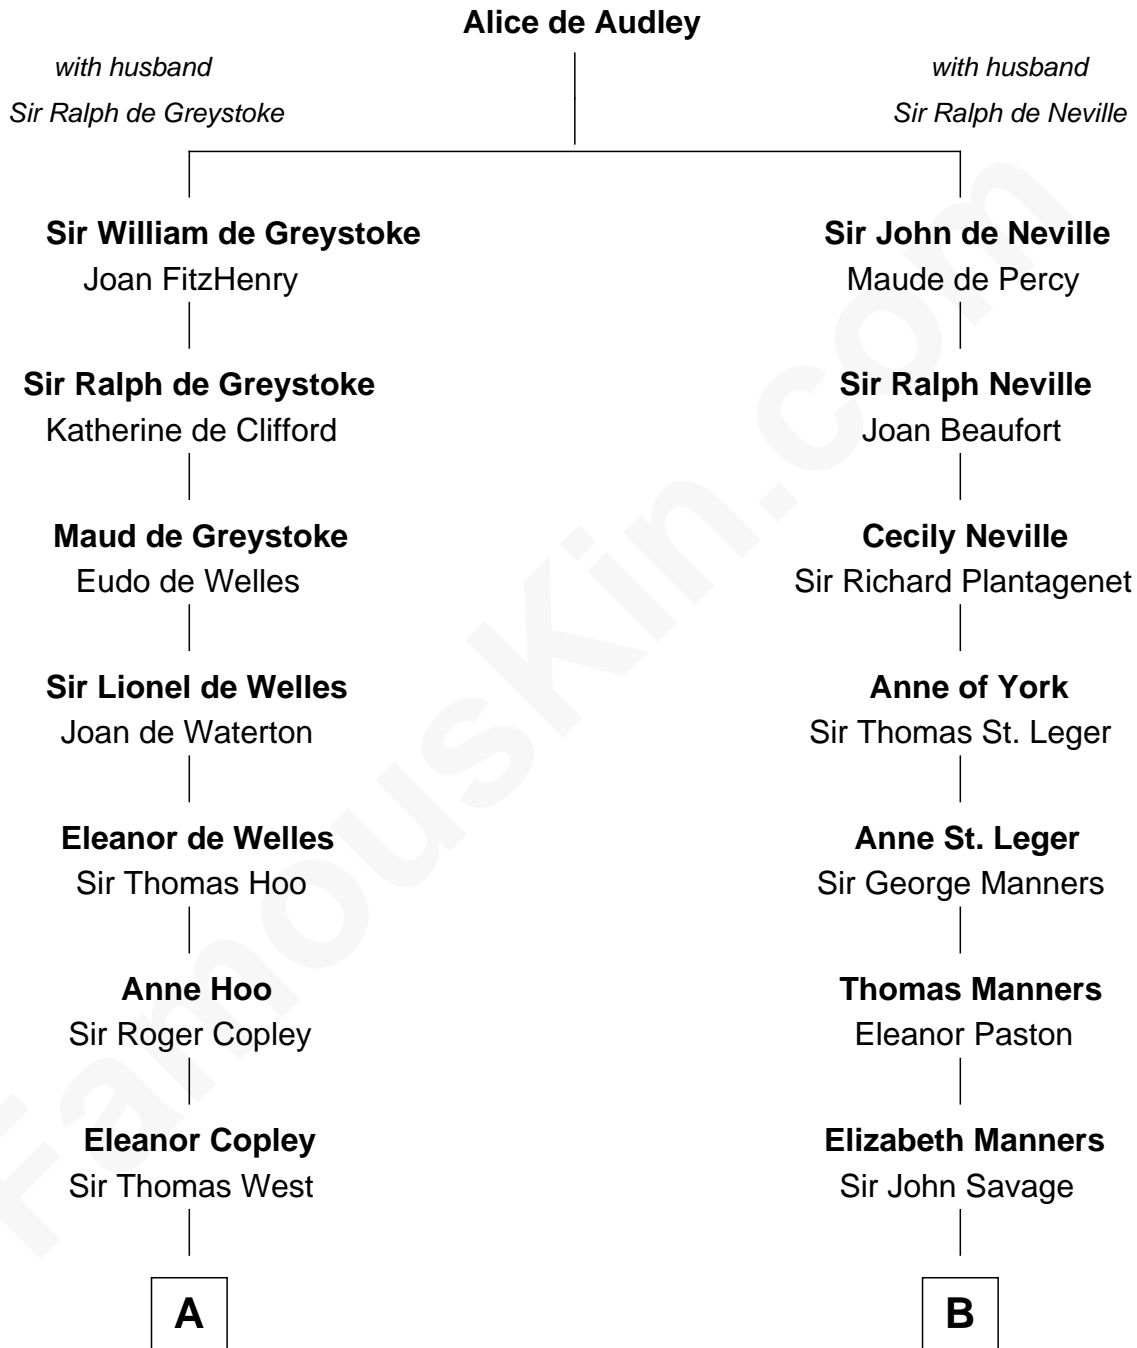 Alice de Audley
with husband
Sir Ralph de Greystoke
with husband
Sir Ralph de Neville
Sir William de Greystoke
Joan FitzHenry
Sir Ralph de Greystoke
Katherine de Clifford
Maud de Greystoke
Eudo de Welles
Sir Lionel de Welles
Joan de Waterton
Eleanor de Welles
Sir Thomas Hoo
Anne Hoo
Sir Roger Copley
Eleanor Copley
Sir Thomas West
A
Sir John de Neville
Maude de Percy
Sir Ralph Neville
Joan Beaufort
Cecily Neville
Sir Richard Plantagenet
Anne of York
Sir Thomas St. Leger
Anne St. Leger
Sir George Manners
Thomas Manners
Eleanor Paston
Elizabeth Manners
Sir John Savage
B
FamousKin.com